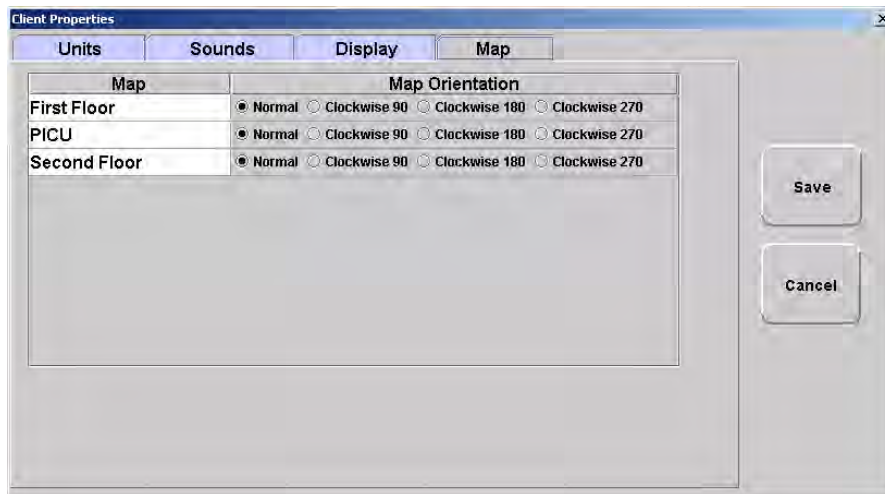 Client Properties
Units Sounds Display Map
Map Map Orientation
First Floor Normal Clockwise 90 Clockwise 180 Clockwise 270
PICU Normal Clockwise 90 Clockwise 180 Clockwise 270
Second Floor Normal Clockwise 90 Clockwise 180 Clockwise 270
Save
Cancel